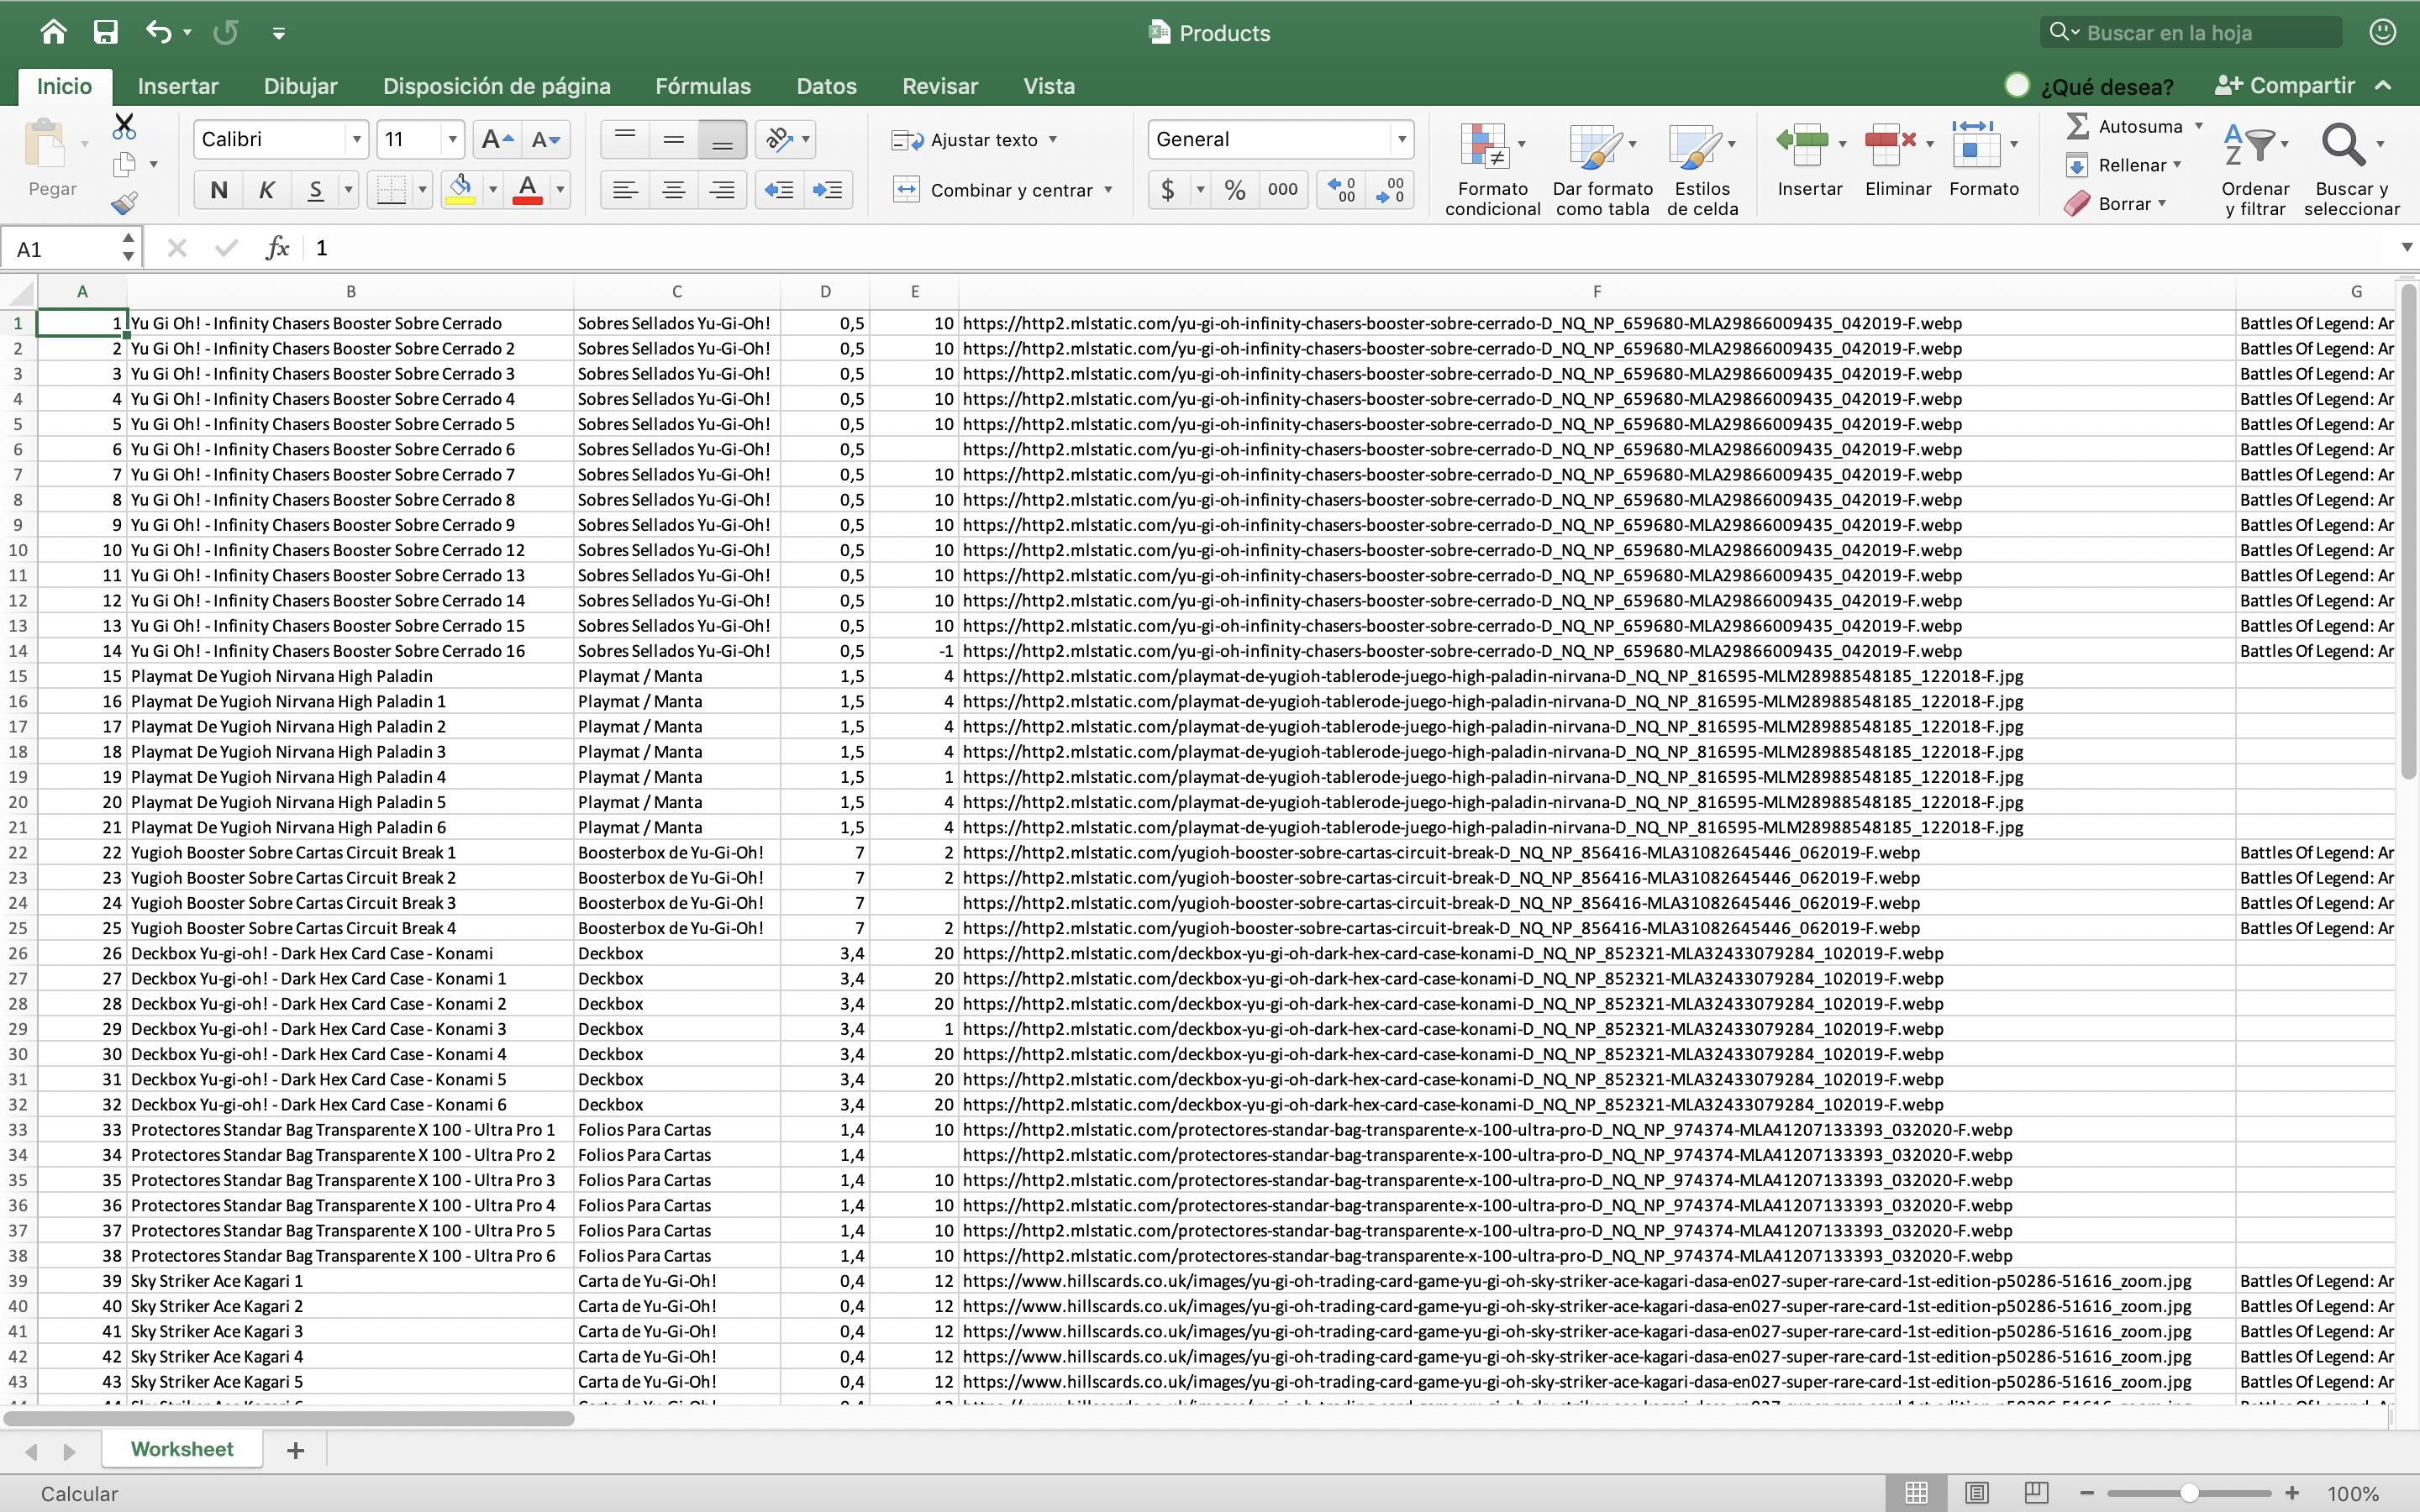 Products
Buscar en la hoja
Inicio Insertar Dibujar Disposición de página Fórmulas Datos Revisar Vista ¿Qué desea? Compartir
Pegar
Calibri 11 A A
N K S A
ab
Ajustar texto
Combinar y centrar
General
$ % 000
Formato condicional
Dar formato como tabla
Estilos de celda
Insertar
Eliminar
Formato
Autosuma
Rellenar
Borrar
Ordenar y filtrar
Buscar y seleccionar
A1 fx 1
A B C D E F G
1 1 Yu Gi Oh! - Infinity Chasers Booster Sobre Cerrado Sobres Sellados Yu-Gi-Oh! 0,5 10 https://http2.mlstatic.com/yu-gi-oh-infinity-chasers-booster-sobre-cerrado-D_NQ_NP_659680-MLA29866009435_042019-F.webp Battles Of Legend: Ar
2 2 Yu Gi Oh! - Infinity Chasers Booster Sobre Cerrado 2 Sobres Sellados Yu-Gi-Oh! 0,5 10 https://http2.mlstatic.com/yu-gi-oh-infinity-chasers-booster-sobre-cerrado-D_NQ_NP_659680-MLA29866009435_042019-F.webp Battles Of Legend: Ar
3 3 Yu Gi Oh! - Infinity Chasers Booster Sobre Cerrado 3 Sobres Sellados Yu-Gi-Oh! 0,5 10 https://http2.mlstatic.com/yu-gi-oh-infinity-chasers-booster-sobre-cerrado-D_NQ_NP_659680-MLA29866009435_042019-F.webp Battles Of Legend: Ar
4 4 Yu Gi Oh! - Infinity Chasers Booster Sobre Cerrado 4 Sobres Sellados Yu-Gi-Oh! 0,5 10 https://http2.mlstatic.com/yu-gi-oh-infinity-chasers-booster-sobre-cerrado-D_NQ_NP_659680-MLA29866009435_042019-F.webp Battles Of Legend: Ar
5 5 Yu Gi Oh! - Infinity Chasers Booster Sobre Cerrado 5 Sobres Sellados Yu-Gi-Oh! 0,5 10 https://http2.mlstatic.com/yu-gi-oh-infinity-chasers-booster-sobre-cerrado-D_NQ_NP_659680-MLA29866009435_042019-F.webp Battles Of Legend: Ar
6 6 Yu Gi Oh! - Infinity Chasers Booster Sobre Cerrado 6 Sobres Sellados Yu-Gi-Oh! 0,5 https://http2.mlstatic.com/yu-gi-oh-infinity-chasers-booster-sobre-cerrado-D_NQ_NP_659680-MLA29866009435_042019-F.webp Battles Of Legend: Ar
7 7 Yu Gi Oh! - Infinity Chasers Booster Sobre Cerrado 7 Sobres Sellados Yu-Gi-Oh! 0,5 10 https://http2.mlstatic.com/yu-gi-oh-infinity-chasers-booster-sobre-cerrado-D_NQ_NP_659680-MLA29866009435_042019-F.webp Battles Of Legend: Ar
8 8 Yu Gi Oh! - Infinity Chasers Booster Sobre Cerrado 8 Sobres Sellados Yu-Gi-Oh! 0,5 10 https://http2.mlstatic.com/yu-gi-oh-infinity-chasers-booster-sobre-cerrado-D_NQ_NP_659680-MLA29866009435_042019-F.webp Battles Of Legend: Ar
9 9 Yu Gi Oh! - Infinity Chasers Booster Sobre Cerrado 9 Sobres Sellados Yu-Gi-Oh! 0,5 10 https://http2.mlstatic.com/yu-gi-oh-infinity-chasers-booster-sobre-cerrado-D_NQ_NP_659680-MLA29866009435_042019-F.webp Battles Of Legend: Ar
10 10 Yu Gi Oh! - Infinity Chasers Booster Sobre Cerrado 12 Sobres Sellados Yu-Gi-Oh! 0,5 10 https://http2.mlstatic.com/yu-gi-oh-infinity-chasers-booster-sobre-cerrado-D_NQ_NP_659680-MLA29866009435_042019-F.webp Battles Of Legend: Ar
11 11 Yu Gi Oh! - Infinity Chasers Booster Sobre Cerrado 13 Sobres Sellados Yu-Gi-Oh! 0,5 10 https://http2.mlstatic.com/yu-gi-oh-infinity-chasers-booster-sobre-cerrado-D_NQ_NP_659680-MLA29866009435_042019-F.webp Battles Of Legend: Ar
12 12 Yu Gi Oh! - Infinity Chasers Booster Sobre Cerrado 14 Sobres Sellados Yu-Gi-Oh! 0,5 10 https://http2.mlstatic.com/yu-gi-oh-infinity-chasers-booster-sobre-cerrado-D_NQ_NP_659680-MLA29866009435_042019-F.webp Battles Of Legend: Ar
13 13 Yu Gi Oh! - Infinity Chasers Booster Sobre Cerrado 15 Sobres Sellados Yu-Gi-Oh! 0,5 10 https://http2.mlstatic.com/yu-gi-oh-infinity-chasers-booster-sobre-cerrado-D_NQ_NP_659680-MLA29866009435_042019-F.webp Battles Of Legend: Ar
14 14 Yu Gi Oh! - Infinity Chasers Booster Sobre Cerrado 16 Sobres Sellados Yu-Gi-Oh! 0,5 -1 https://http2.mlstatic.com/yu-gi-oh-infinity-chasers-booster-sobre-cerrado-D_NQ_NP_659680-MLA29866009435_042019-F.webp Battles Of Legend: Ar
15 15 Playmat De Yugioh Nirvana High Paladin Playmat / Manta 1,5 4 https://http2.mlstatic.com/playmat-de-yugioh-tablerode-juego-high-paladin-nirvana-D_NQ_NP_816595-MLM28988548185_122018-F.jpg
16 16 Playmat De Yugioh Nirvana High Paladin 1 Playmat / Manta 1,5 4 https://http2.mlstatic.com/playmat-de-yugioh-tablerode-juego-high-paladin-nirvana-D_NQ_NP_816595-MLM28988548185_122018-F.jpg
17 17 Playmat De Yugioh Nirvana High Paladin 2 Playmat / Manta 1,5 4 https://http2.mlstatic.com/playmat-de-yugioh-tablerode-juego-high-paladin-nirvana-D_NQ_NP_816595-MLM28988548185_122018-F.jpg
18 18 Playmat De Yugioh Nirvana High Paladin 3 Playmat / Manta 1,5 4 https://http2.mlstatic.com/playmat-de-yugioh-tablerode-juego-high-paladin-nirvana-D_NQ_NP_816595-MLM28988548185_122018-F.jpg
19 19 Playmat De Yugioh Nirvana High Paladin 4 Playmat / Manta 1,5 1 https://http2.mlstatic.com/playmat-de-yugioh-tablerode-juego-high-paladin-nirvana-D_NQ_NP_816595-MLM28988548185_122018-F.jpg
20 20 Playmat De Yugioh Nirvana High Paladin 5 Playmat / Manta 1,5 4 https://http2.mlstatic.com/playmat-de-yugioh-tablerode-juego-high-paladin-nirvana-D_NQ_NP_816595-MLM28988548185_122018-F.jpg
21 21 Playmat De Yugioh Nirvana High Paladin 6 Playmat / Manta 1,5 4 https://http2.mlstatic.com/playmat-de-yugioh-tablerode-juego-high-paladin-nirvana-D_NQ_NP_816595-MLM28988548185_122018-F.jpg
22 22 Yugioh Booster Sobre Cartas Circuit Break 1 Boosterbox de Yu-Gi-Oh! 7 2 https://http2.mlstatic.com/yugioh-booster-sobre-cartas-circuit-break-D_NQ_NP_856416-MLA31082645446_062019-F.webp Battles Of Legend: Ar
23 23 Yugioh Booster Sobre Cartas Circuit Break 2 Boosterbox de Yu-Gi-Oh! 7 2 https://http2.mlstatic.com/yugioh-booster-sobre-cartas-circuit-break-D_NQ_NP_856416-MLA31082645446_062019-F.webp Battles Of Legend: Ar
24 24 Yugioh Booster Sobre Cartas Circuit Break 3 Boosterbox de Yu-Gi-Oh! 7 https://http2.mlstatic.com/yugioh-booster-sobre-cartas-circuit-break-D_NQ_NP_856416-MLA31082645446_062019-F.webp Battles Of Legend: Ar
25 25 Yugioh Booster Sobre Cartas Circuit Break 4 Boosterbox de Yu-Gi-Oh! 7 2 https://http2.mlstatic.com/yugioh-booster-sobre-cartas-circuit-break-D_NQ_NP_856416-MLA31082645446_062019-F.webp Battles Of Legend: Ar
26 26 Deckbox Yu-gi-oh! - Dark Hex Card Case - Konami Deckbox 3,4 20 https://http2.mlstatic.com/deckbox-yu-gi-oh-dark-hex-card-case-konami-D_NQ_NP_852321-MLA32433079284_102019-F.webp
27 27 Deckbox Yu-gi-oh! - Dark Hex Card Case - Konami 1 Deckbox 3,4 20 https://http2.mlstatic.com/deckbox-yu-gi-oh-dark-hex-card-case-konami-D_NQ_NP_852321-MLA32433079284_102019-F.webp
28 28 Deckbox Yu-gi-oh! - Dark Hex Card Case - Konami 2 Deckbox 3,4 20 https://http2.mlstatic.com/deckbox-yu-gi-oh-dark-hex-card-case-konami-D_NQ_NP_852321-MLA32433079284_102019-F.webp
29 29 Deckbox Yu-gi-oh! - Dark Hex Card Case - Konami 3 Deckbox 3,4 1 https://http2.mlstatic.com/deckbox-yu-gi-oh-dark-hex-card-case-konami-D_NQ_NP_852321-MLA32433079284_102019-F.webp
30 30 Deckbox Yu-gi-oh! - Dark Hex Card Case - Konami 4 Deckbox 3,4 20 https://http2.mlstatic.com/deckbox-yu-gi-oh-dark-hex-card-case-konami-D_NQ_NP_852321-MLA32433079284_102019-F.webp
31 31 Deckbox Yu-gi-oh! - Dark Hex Card Case - Konami 5 Deckbox 3,4 20 https://http2.mlstatic.com/deckbox-yu-gi-oh-dark-hex-card-case-konami-D_NQ_NP_852321-MLA32433079284_102019-F.webp
32 32 Deckbox Yu-gi-oh! - Dark Hex Card Case - Konami 6 Deckbox 3,4 20 https://http2.mlstatic.com/deckbox-yu-gi-oh-dark-hex-card-case-konami-D_NQ_NP_852321-MLA32433079284_102019-F.webp
33 33 Protectores Standar Bag Transparente X 100 - Ultra Pro 1 Folios Para Cartas 1,4 10 https://http2.mlstatic.com/protectores-standar-bag-transparente-x-100-ultra-pro-D_NQ_NP_974374-MLA41207133393_032020-F.webp
34 34 Protectores Standar Bag Transparente X 100 - Ultra Pro 2 Folios Para Cartas 1,4 https://http2.mlstatic.com/protectores-standar-bag-transparente-x-100-ultra-pro-D_NQ_NP_974374-MLA41207133393_032020-F.webp
35 35 Protectores Standar Bag Transparente X 100 - Ultra Pro 3 Folios Para Cartas 1,4 10 https://http2.mlstatic.com/protectores-standar-bag-transparente-x-100-ultra-pro-D_NQ_NP_974374-MLA41207133393_032020-F.webp
36 36 Protectores Standar Bag Transparente X 100 - Ultra Pro 4 Folios Para Cartas 1,4 10 https://http2.mlstatic.com/protectores-standar-bag-transparente-x-100-ultra-pro-D_NQ_NP_974374-MLA41207133393_032020-F.webp
37 37 Protectores Standar Bag Transparente X 100 - Ultra Pro 5 Folios Para Cartas 1,4 10 https://http2.mlstatic.com/protectores-standar-bag-transparente-x-100-ultra-pro-D_NQ_NP_974374-MLA41207133393_032020-F.webp
38 38 Protectores Standar Bag Transparente X 100 - Ultra Pro 6 Folios Para Cartas 1,4 10 https://http2.mlstatic.com/protectores-standar-bag-transparente-x-100-ultra-pro-D_NQ_NP_974374-MLA41207133393_032020-F.webp
39 39 Sky Striker Ace Kagari 1 Carta de Yu-Gi-Oh! 0,4 12 https://www.hillscards.co.uk/images/yu-gi-oh-trading-card-game-yu-gi-oh-sky-striker-ace-kagari-dasa-en027-super-rare-card-1st-edition-p50286-51616_zoom.jpg Battles Of Legend: Ar
40 40 Sky Striker Ace Kagari 2 Carta de Yu-Gi-Oh! 0,4 12 https://www.hillscards.co.uk/images/yu-gi-oh-trading-card-game-yu-gi-oh-sky-striker-ace-kagari-dasa-en027-super-rare-card-1st-edition-p50286-51616_zoom.jpg Battles Of Legend: Ar
41 41 Sky Striker Ace Kagari 3 Carta de Yu-Gi-Oh! 0,4 12 https://www.hillscards.co.uk/images/yu-gi-oh-trading-card-game-yu-gi-oh-sky-striker-ace-kagari-dasa-en027-super-rare-card-1st-edition-p50286-51616_zoom.jpg Battles Of Legend: Ar
42 42 Sky Striker Ace Kagari 4 Carta de Yu-Gi-Oh! 0,4 12 https://www.hillscards.co.uk/images/yu-gi-oh-trading-card-game-yu-gi-oh-sky-striker-ace-kagari-dasa-en027-super-rare-card-1st-edition-p50286-51616_zoom.jpg Battles Of Legend: Ar
43 43 Sky Striker Ace Kagari 5 Carta de Yu-Gi-Oh! 0,4 12 https://www.hillscards.co.uk/images/yu-gi-oh-trading-card-game-yu-gi-oh-sky-striker-ace-kagari-dasa-en027-super-rare-card-1st-edition-p50286-51616_zoom.jpg Battles Of Legend: Ar
Worksheet
Calcular 100%